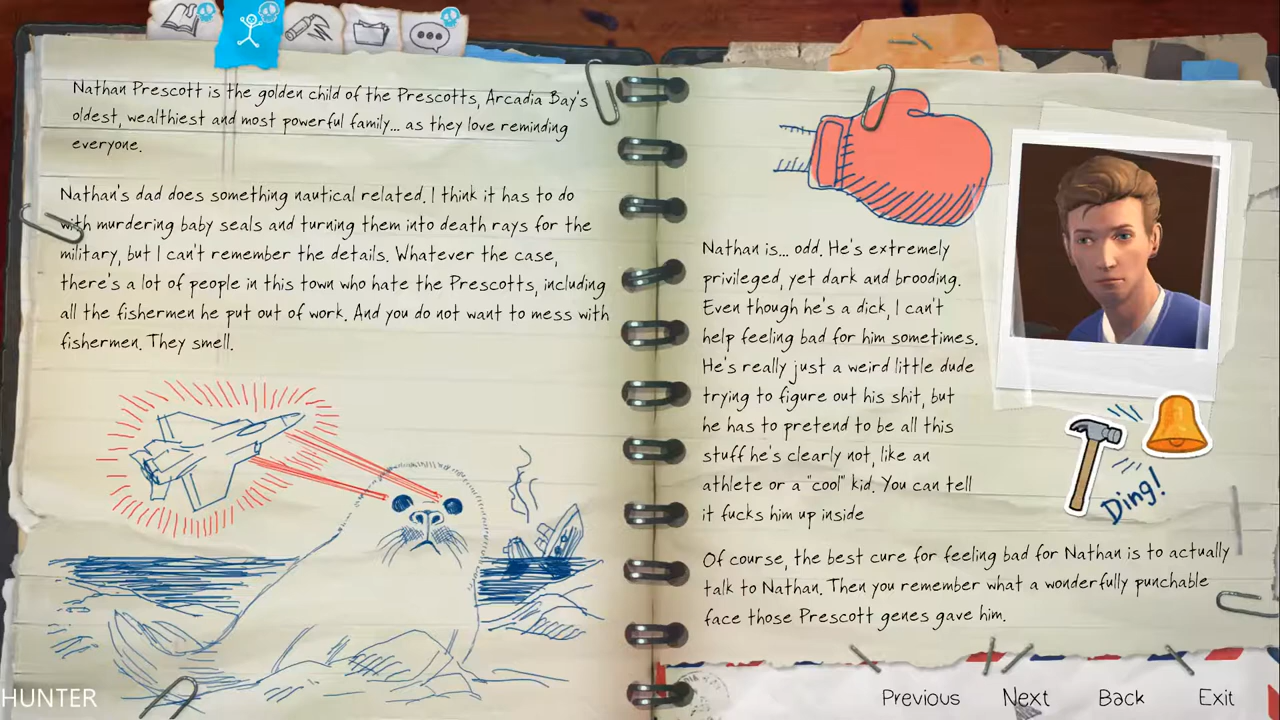 Nathan Prescott is the golden child of the Prescotts, Arcadia Bay's
oldest, wealthiest and most powerful family... as they love reminding
everyone.
Nathan's dad does something nautical related. I think it has to do
with murdering baby seals and turning them into death rays for the
military, but I can't remember the details. Whatever the case,
there's a lot of people in this town who hate the Prescotts, including
all the fishermen he put out of work. And you do not want to mess with
fishermen. They smell.
HUNTER
Nathan is... odd. He's extremely
privileged, yet dark and brooding.
Even though he's a dick, I can't
help feeling bad for him sometimes.
He's really just a weird little dude
trying to figure out his shit, but
he has to pretend to be all this
stuff he's clearly not, like an
athlete or a "cool" kid. You can tell
it fucks him up inside
Ding!
Of course, the best cure for feeling bad for Nathan is to actually
talk to Nathan. Then you remember what a wonderfully punchable
face those Prescott genes gave him.
Previous Next Back Exit